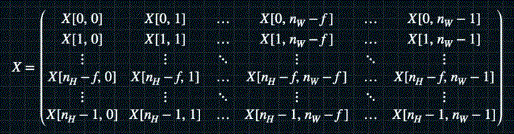 X[0, 0] X[0, 1] … X[0, n_W − f] … X[0, n_W − 1]
X[1, 0] X[1, 1] … X[1, n_W − f] … X[1, n_W − 1]
⋮ ⋮ ⋱ ⋮ ⋱ ⋮
X = X[n_H − f, 0] X[n_H − f, 1] … X[n_H − f, n_W − f] … X[n_H − f, n_W − 1]
⋮ ⋮ ⋱ ⋮ ⋱ ⋮
X[n_H − 1, 0] X[n_H − 1, 1] … X[n_H − 1, n_W − f] … X[n_H − 1, n_W − 1]